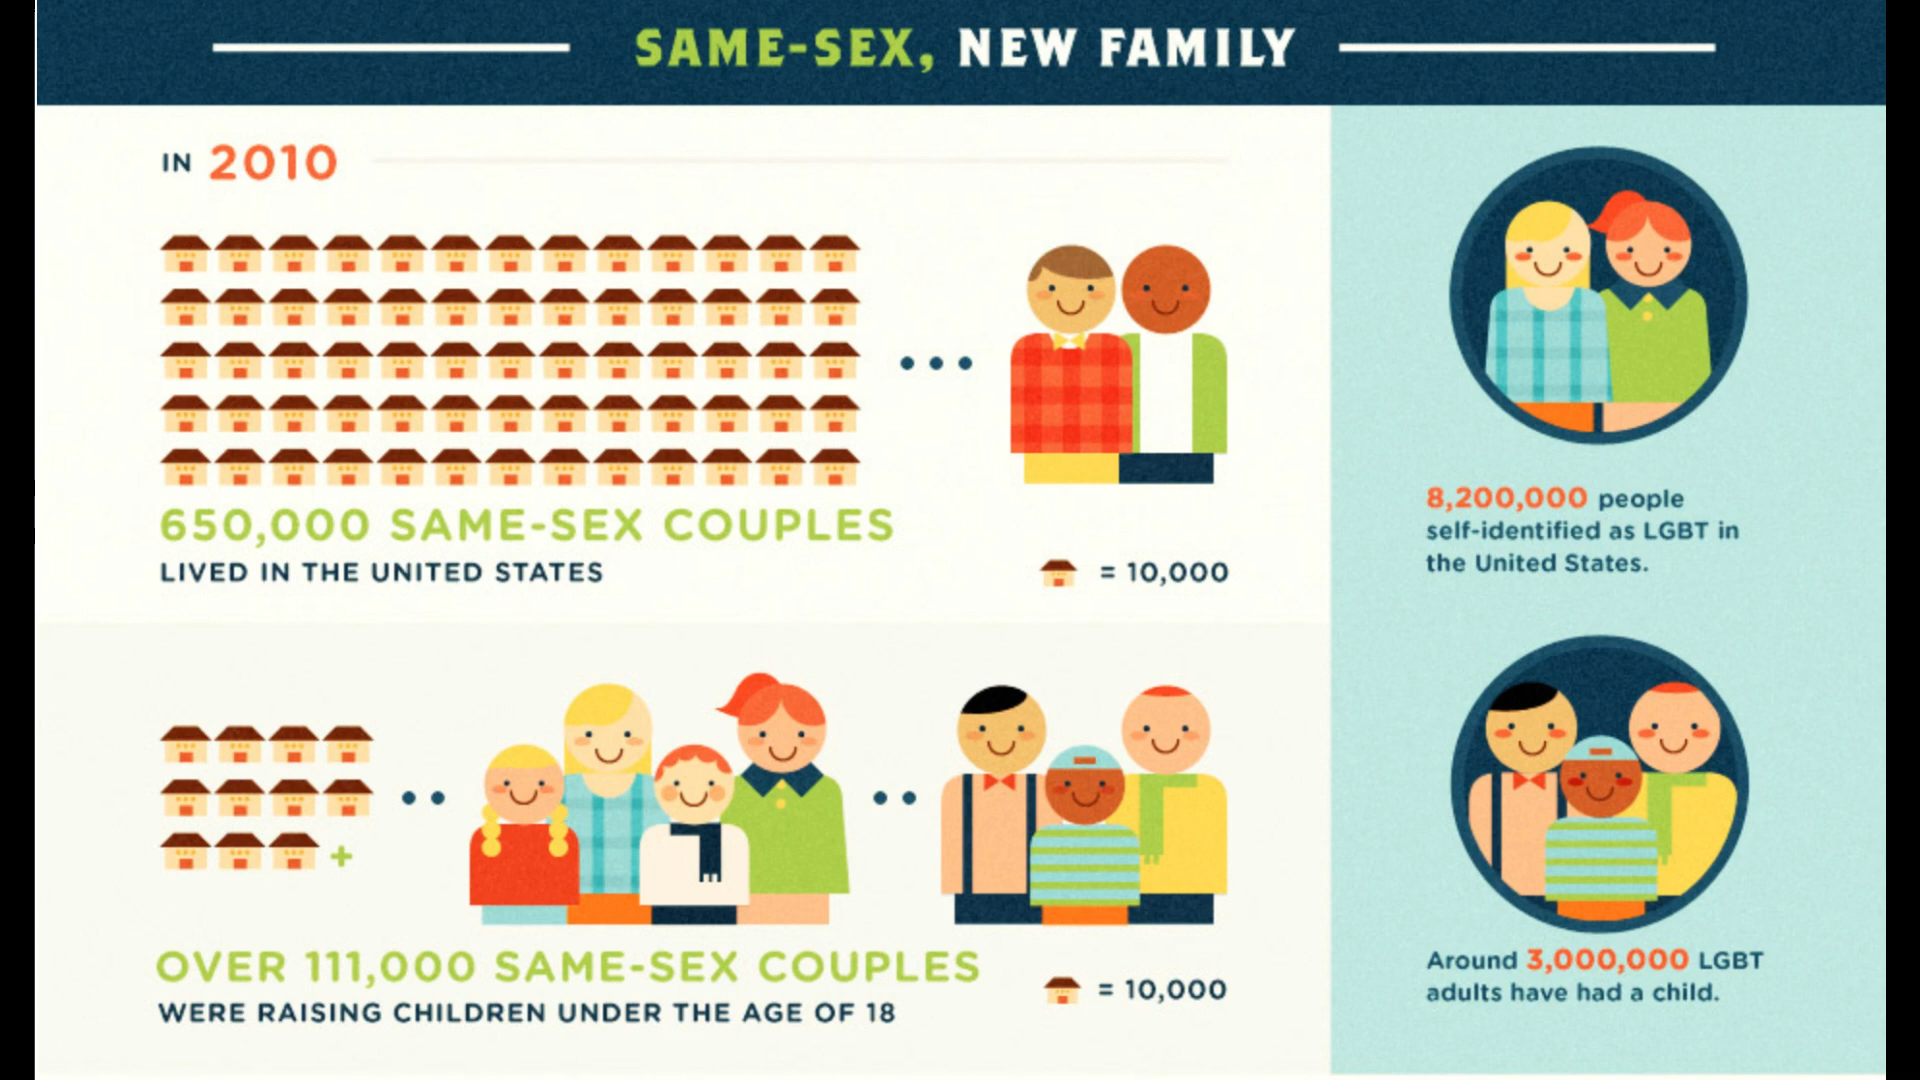 SAME-SEX, NEW FAMILY
IN 2010
650,000 SAME-SEX COUPLES
LIVED IN THE UNITED STATES
= 10,000
+
OVER 111,000 SAME-SEX COUPLES
WERE RAISING CHILDREN UNDER THE AGE OF 18
= 10,000
8,200,000 people
self-identified as LGBT in
the United States.
Around 3,000,000 LGBT
adults have had a child.